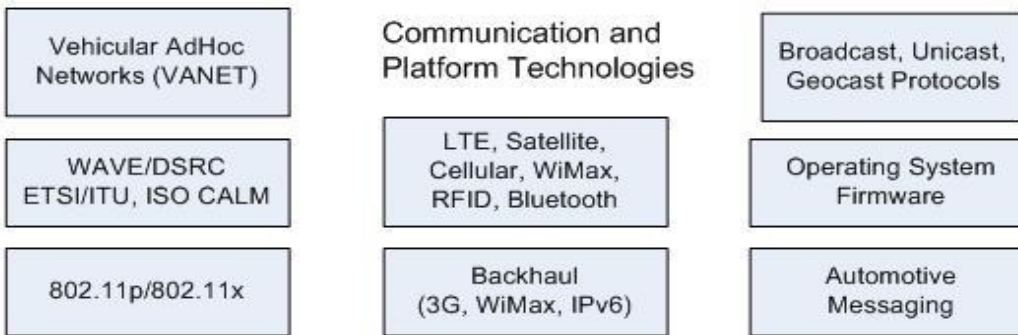 Vehicular AdHoc
Networks (VANET)
Communication and
Platform Technologies
Broadcast, Unicast,
Geocast Protocols
WAVE/DSRC
ETSI/ITU, ISO CALM
LTE, Satellite,
Cellular, WiMax,
RFID, Bluetooth
Operating System
Firmware
802.11p/802.11x
Backhaul
(3G, WiMax, IPv6)
Automotive
Messaging